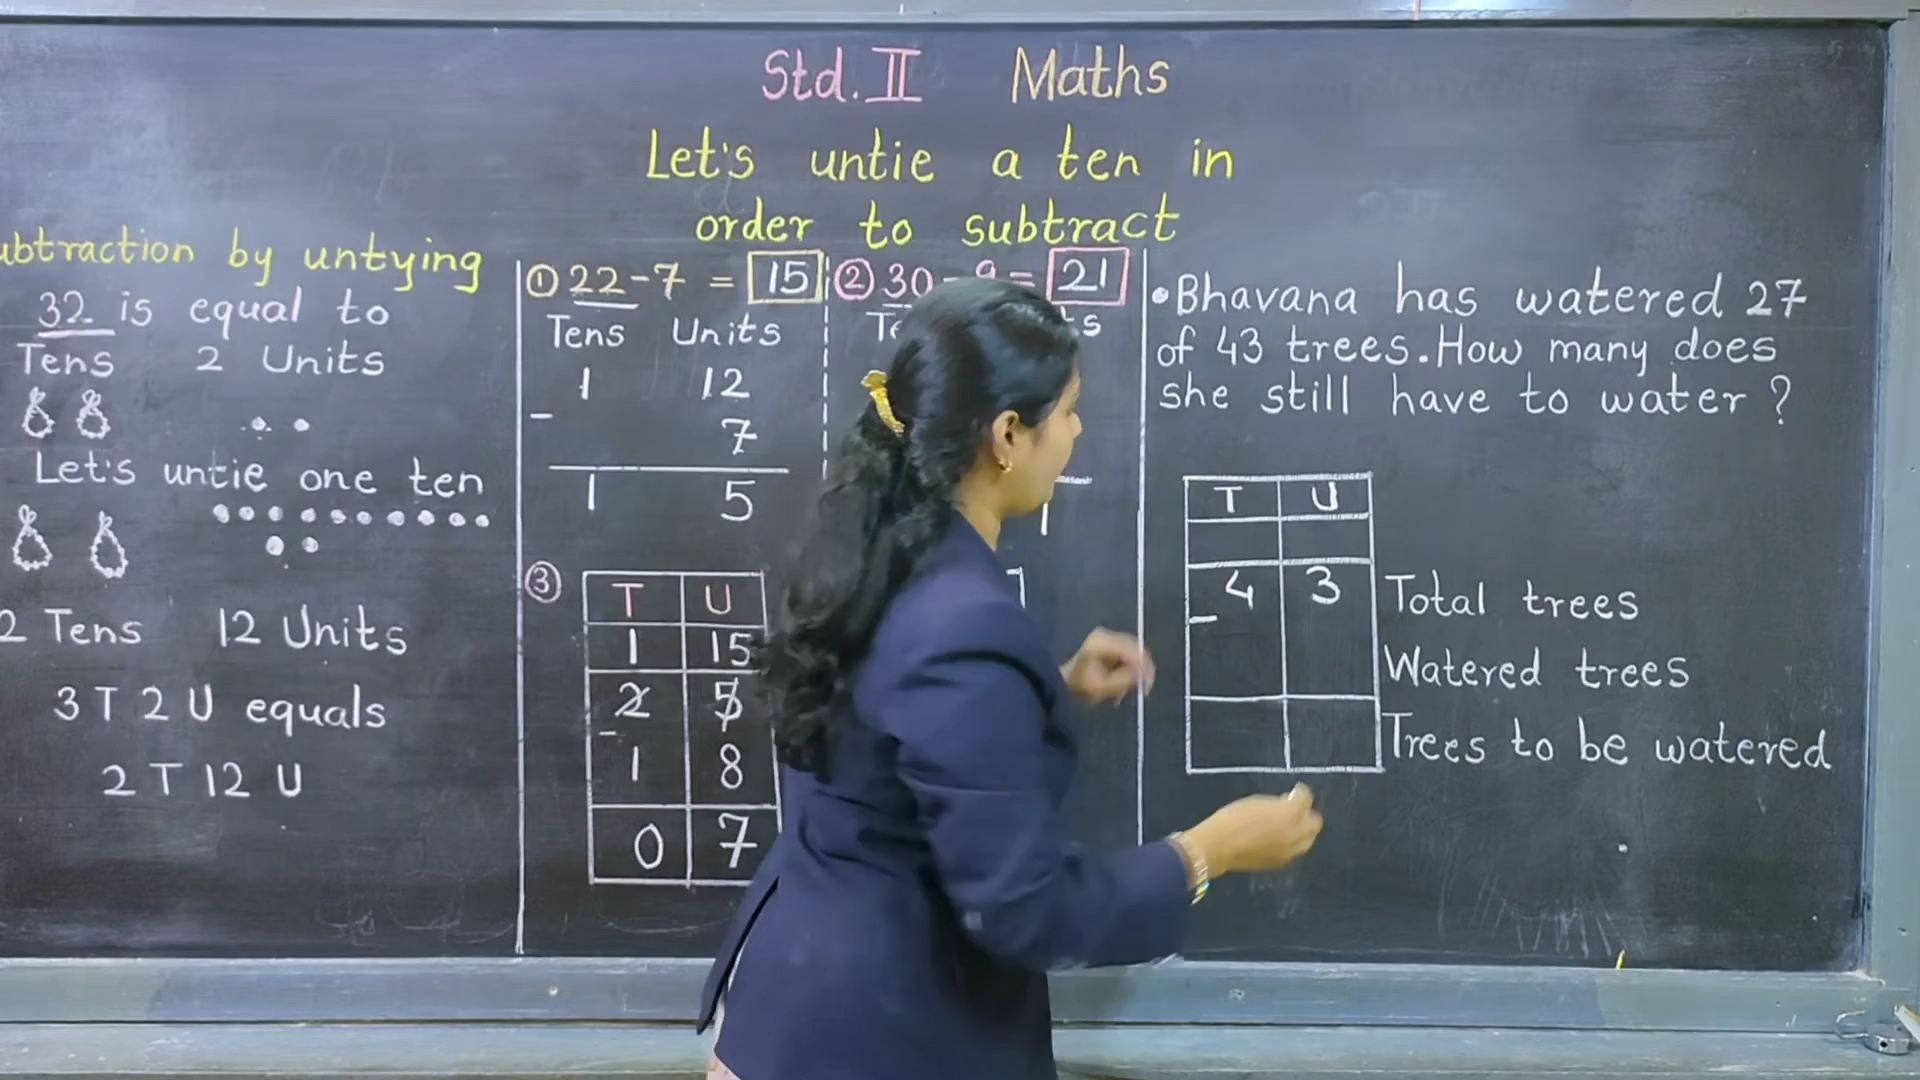 Std. II Maths
Let's untie a ten in
order to subtract
ubtraction by untying
32 is equal to
Tens 2 Units
Let's untie one ten
2 Tens 12 Units
3 T 2 U equals
2 T 12 U
① 22 - 7 = 15
Tens Units
1 12
- 7
1 5
② 30 - 9 = 21
③
T U
1 15
2 5
- 1 8
0 7
• Bhavana has watered 27
of 43 trees. How many does
she still have to water ?
T U
4 3 Total trees
- Watered trees
Trees to be watered